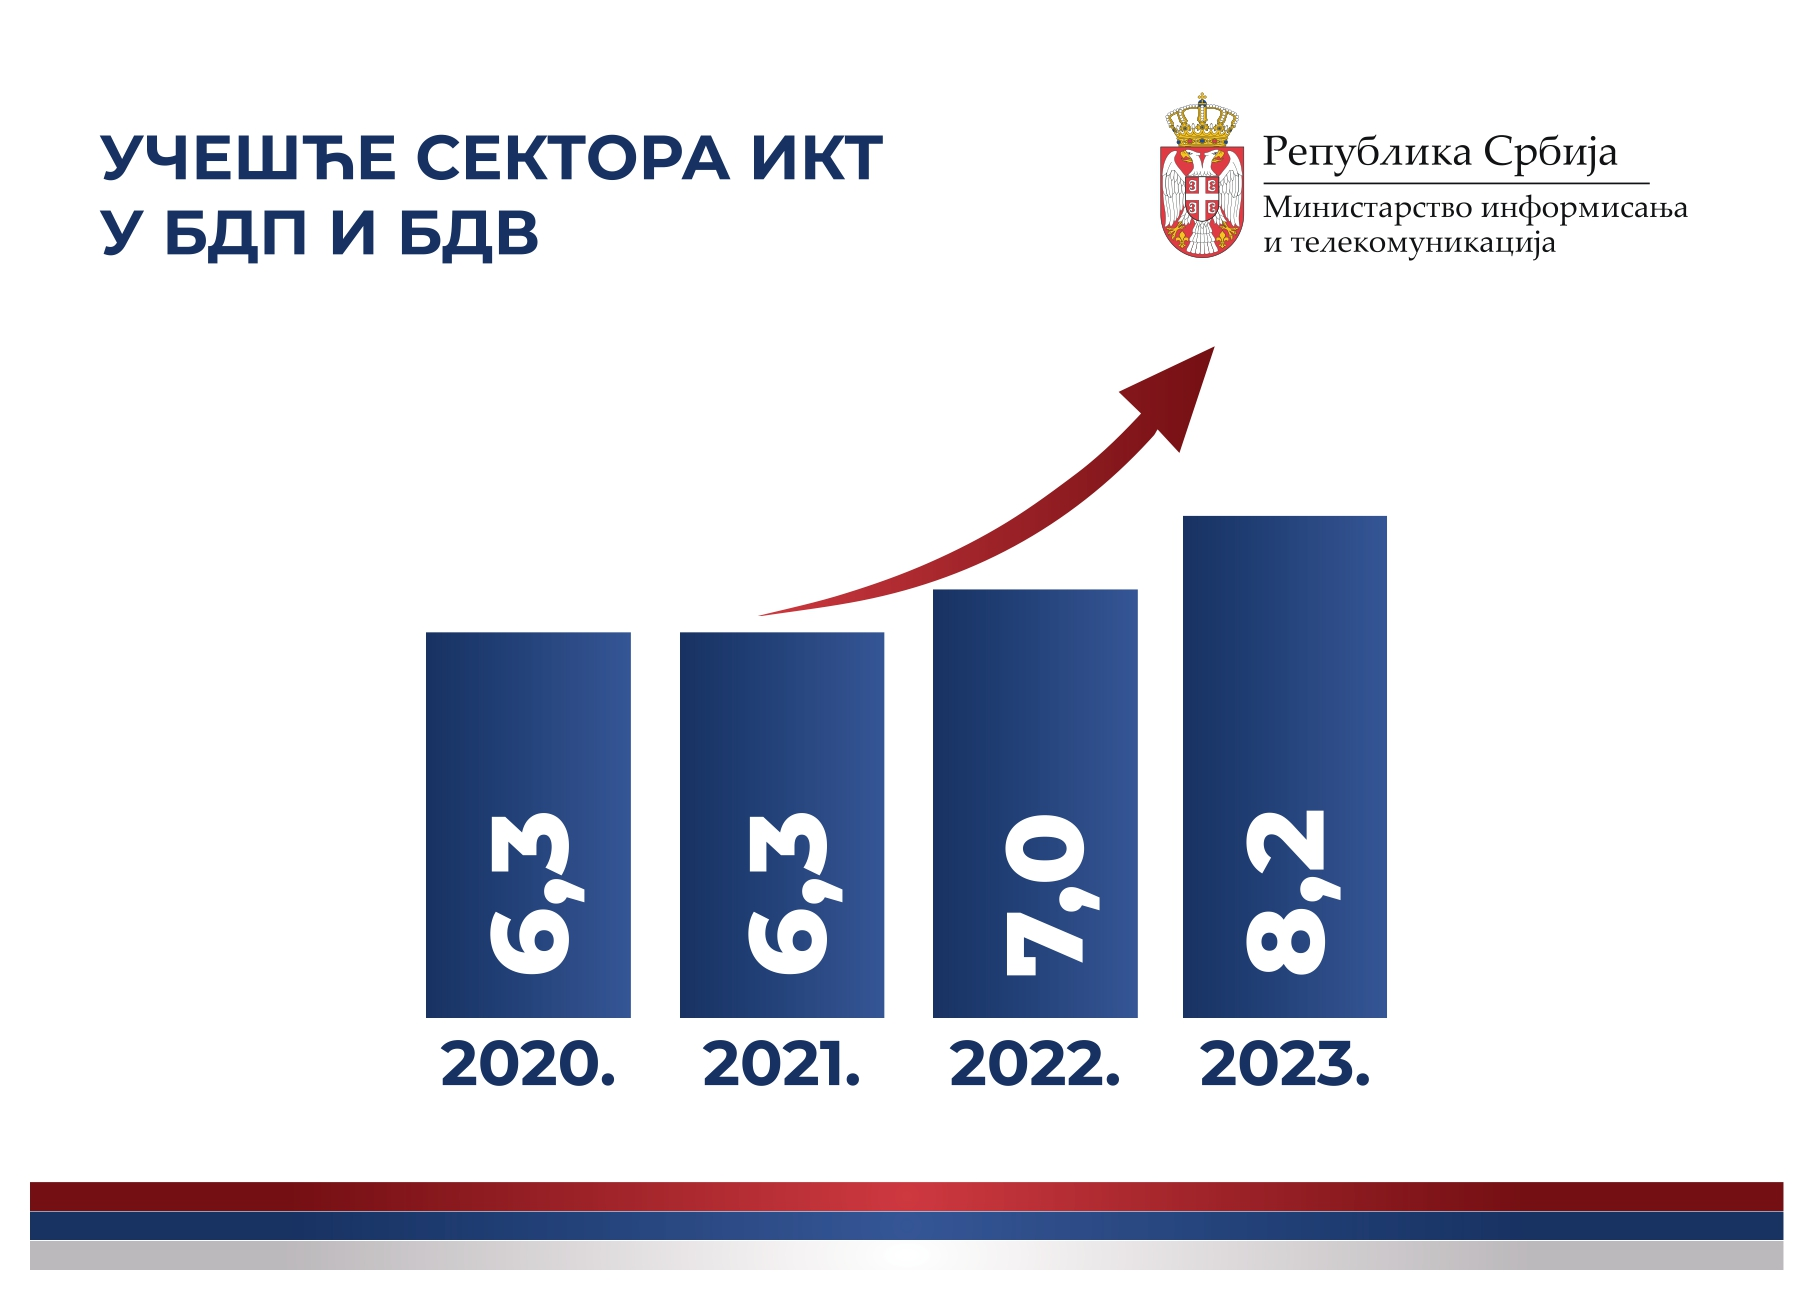 УЧЕШЋЕ СЕКТОРА ИКТ
У БДП И БДВ
Република Србија
Министарство информисања
и телекомуникација
6,3
6,3
7,0
8,2
2020.
2021.
2022.
2023.